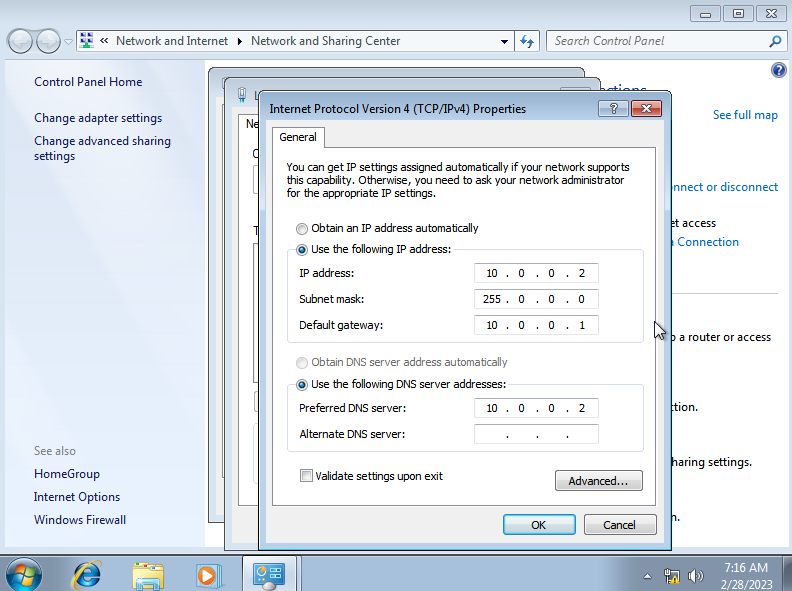 Network and Internet
Network and Sharing Center
Search Control Panel
Control Panel Home
Change adapter settings
Change advanced sharing
settings
See also
HomeGroup
Internet Options
Windows Firewall
See full map
nnect or disconnect
et access
Connection
o a router or access
tion.
haring settings.
Internet Protocol Version 4 (TCP/IPv4) Properties
General
You can get IP settings assigned automatically if your network supports
this capability. Otherwise, you need to ask your network administrator
for the appropriate IP settings.
Obtain an IP address automatically
Use the following IP address:
IP address: 10 . 0 . 0 . 2
Subnet mask: 255 . 0 . 0 . 0
Default gateway: 10 . 0 . 0 . 1
Obtain DNS server address automatically
Use the following DNS server addresses:
Preferred DNS server: 10 . 0 . 0 . 2
Alternate DNS server: . . .
Validate settings upon exit
Advanced...
OK
Cancel
7:16 AM
2/28/2023